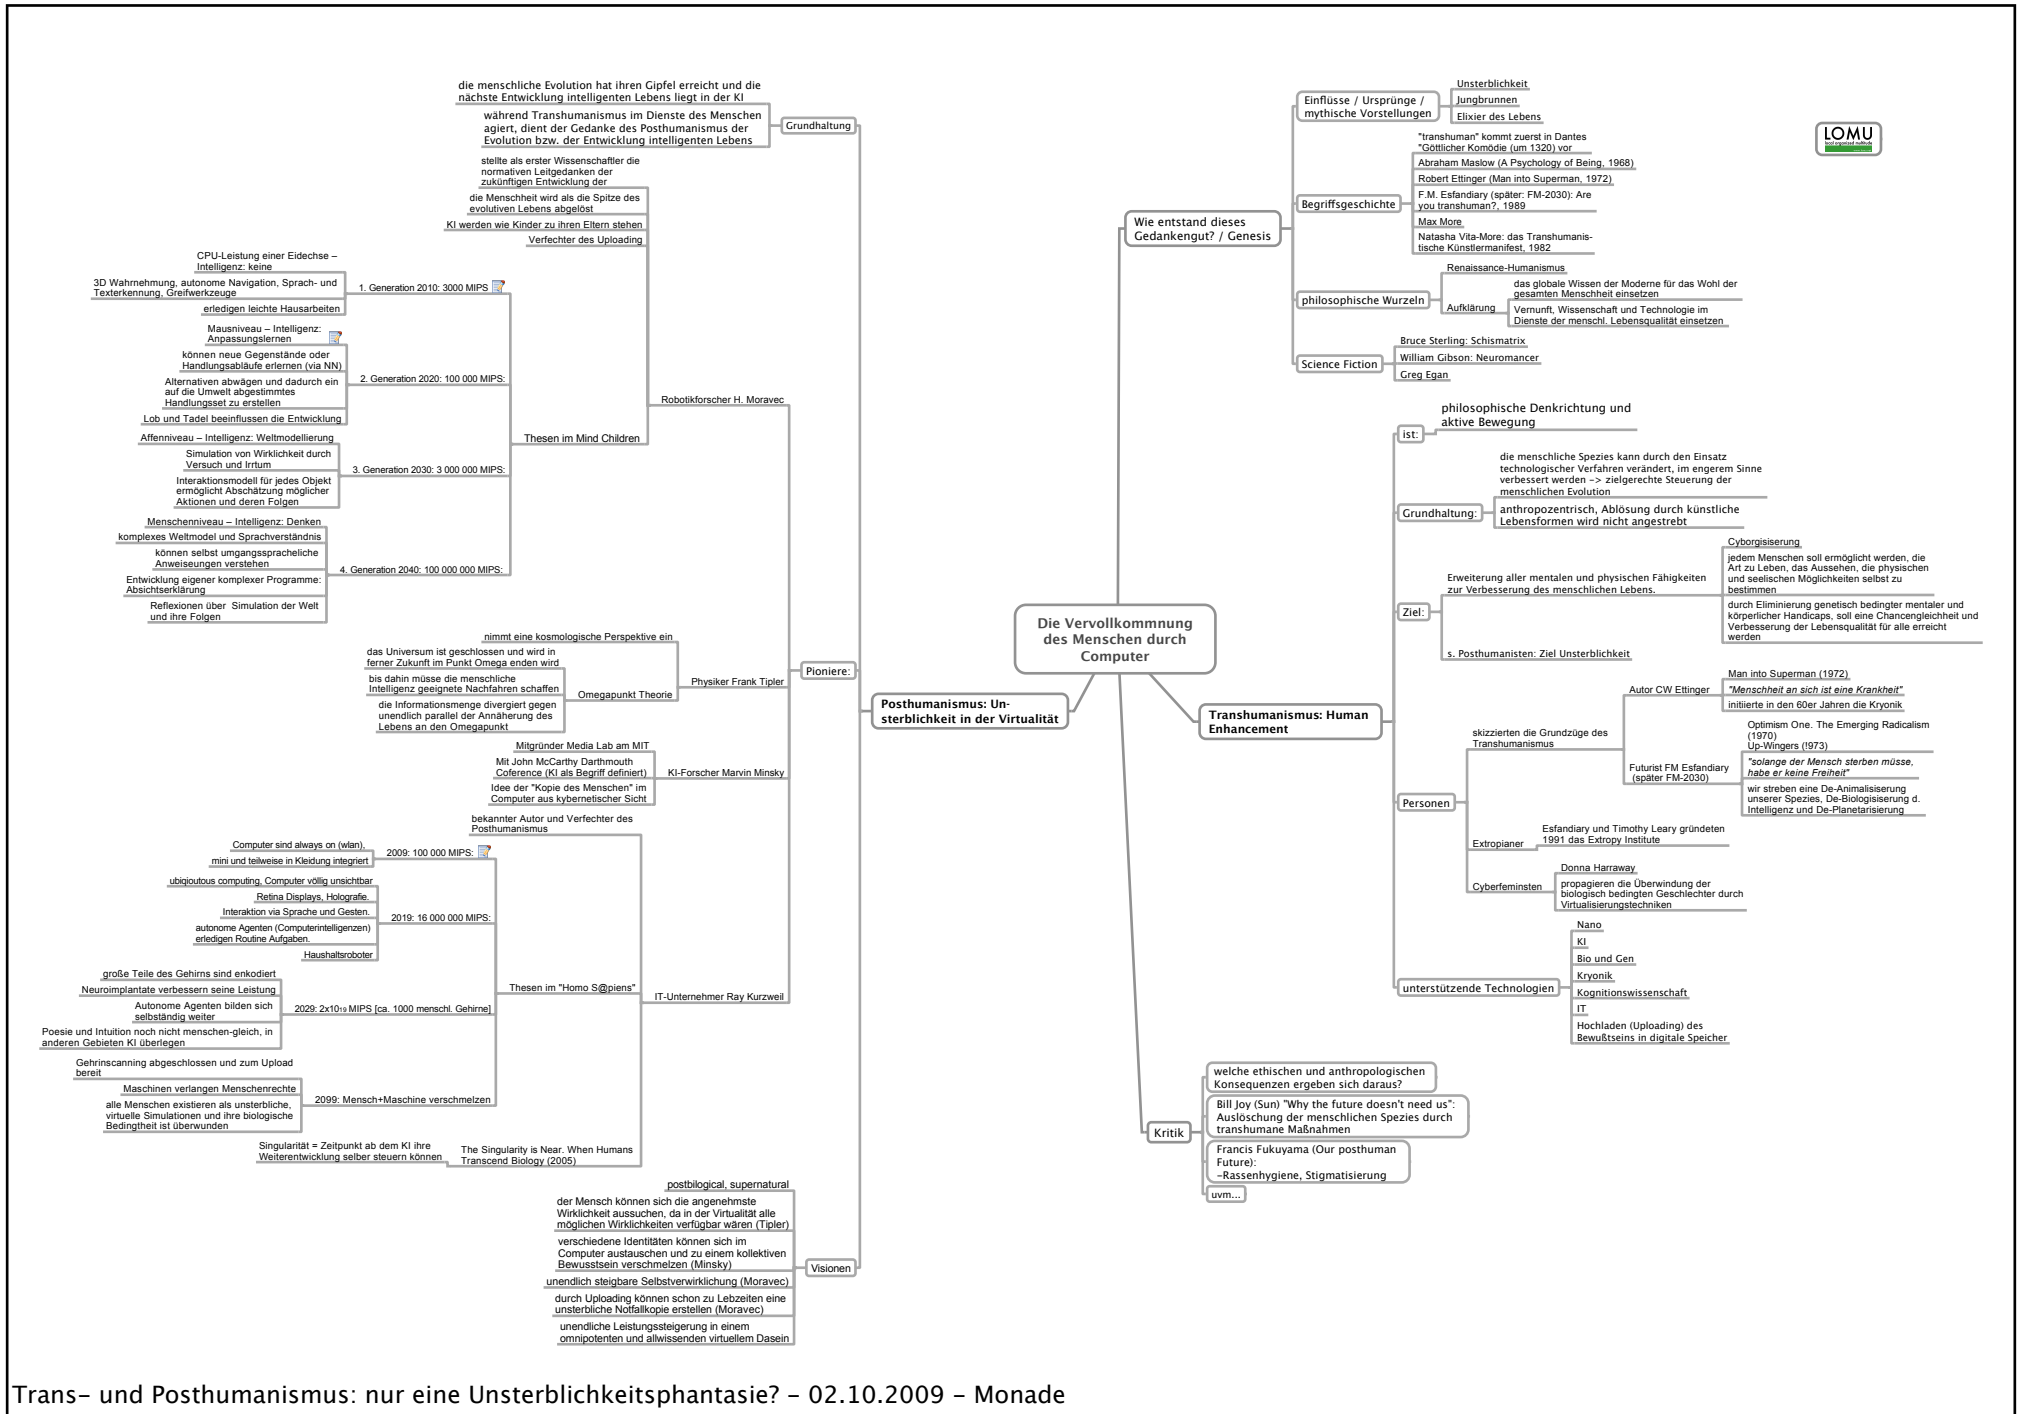 Die Vervollkommnung
des Menschen durch
Computer
Wie entstand dieses
Gedankengut? / Genesis
Einflüsse / Ursprünge /
mythische Vorstellungen
Unsterblichkeit
Jungbrunnen
Elixier des Lebens
Begriffsgeschichte
"transhuman" kommt zuerst in Dantes
"Göttlicher Komödie (um 1320) vor
Abraham Maslow (A Psychology of Being, 1968)
Robert Ettinger (Man into Superman, 1972)
F.M. Esfandiary (später: FM-2030): Are
you transhuman?, 1989
Max More
Natasha Vita-More: das Transhumanis-
tische Künstlermanifest, 1982
philosophische Wurzeln
Renaissance-Humanismus
Aufklärung
das globale Wissen der Moderne für das Wohl der
gesamten Menschheit einsetzen
Vernunft, Wissenschaft und Technologie im
Dienste der menschl. Lebensqualität einsetzen
Science Fiction
Bruce Sterling: Schismatrix
William Gibson: Neuromancer
Greg Egan
LOMU
local organized multitude
Transhumanismus: Human
Enhancement
ist:
philosophische Denkrichtung und
aktive Bewegung
Grundhaltung:
die menschliche Spezies kann durch den Einsatz
technologischer Verfahren verändert, im engerem Sinne
verbessert werden -> zielgerechte Steuerung der
menschlichen Evolution
anthropozentrisch, Ablösung durch künstliche
Lebensformen wird nicht angestrebt
Ziel:
Erweiterung aller mentalen und physischen Fähigkeiten
zur Verbesserung des menschlichen Lebens.
Cyborgisiserung
jedem Menschen soll ermöglicht werden, die
Art zu Leben, das Aussehen, die physischen
und seelischen Möglichkeiten selbst zu
bestimmen
durch Eliminierung genetisch bedingter mentaler und
körperlicher Handicaps, soll eine Chancengleichheit und
Verbesserung der Lebensqualität für alle erreicht
werden
s. Posthumanisten: Ziel Unsterblichkeit
Personen
skizzierten die Grundzüge des
Transhumanismus
Autor CW Ettinger
Man into Superman (1972)
"Menschheit an sich ist eine Krankheit"
initiierte in den 60er Jahren die Kryonik
Futurist FM Esfandiary
(später FM-2030)
Optimism One. The Emerging Radicalism
(1970)
Up-Wingers (!973)
"solange der Mensch sterben müsse,
habe er keine Freiheit"
wir streben eine De-Animalisierung
unserer Spezies, De-Biologisierung d.
Intelligenz und De-Planetarisierung
Extropianer
Esfandiary und Timothy Leary gründeten
1991 das Extropy Institute
Cyberfeminsten
Donna Harraway
propagieren die Überwindung der
biologisch bedingten Geschlechter durch
Virtualisierungstechniken
unterstützende Technologien
Nano
KI
Bio und Gen
Kryonik
Kognitionswissenschaft
IT
Hochladen (Uploading) des
Bewußtseins in digitale Speicher
Kritik
welche ethischen und anthropologischen
Konsequenzen ergeben sich daraus?
Bill Joy (Sun) "Why the future doesn't need us":
Auslöschung der menschlichen Spezies durch
transhumane Maßnahmen
Francis Fukuyama (Our posthuman
Future):
-Rassenhygiene, Stigmatisierung
uvm...
Posthumanismus: Un-
sterblichkeit in der Virtualität
Grundhaltung
die menschliche Evolution hat ihren Gipfel erreicht und die
nächste Entwicklung intelligenten Lebens liegt in der KI
während Transhumanismus im Dienste des Menschen
agiert, dient der Gedanke des Posthumanismus der
Evolution bzw. der Entwicklung intelligenten Lebens
Pioniere:
Robotikforscher H. Moravec
stellte als erster Wissenschaftler die
normativen Leitgedanken der
zukünftigen Entwicklung der
die Menschheit wird als die Spitze des
evolutiven Lebens abgelöst
KI werden wie Kinder zu ihren Eltern stehen
Verfechter des Uploading
Thesen im Mind Children
1. Generation 2010: 3000 MIPS
CPU-Leistung einer Eidechse –
Intelligenz: keine
3D Wahrnehmung, autonome Navigation, Sprach- und
Texterkennung, Greifwerkzeuge
erledigen leichte Hausarbeiten
2. Generation 2020: 100 000 MIPS:
Mausniveau – Intelligenz:
Anpassungslernen
können neue Gegenstände oder
Handlungsabläufe erlernen (via NN)
Alternativen abwägen und dadurch ein
auf die Umwelt abgestimmtes
Handlungsset zu erstellen
Lob und Tadel beeinflussen die Entwicklung
3. Generation 2030: 3 000 000 MIPS:
Affenniveau – Intelligenz: Weltmodellierung
Simulation von Wirklichkeit durch
Versuch und Irrtum
Interaktionsmodell für jedes Objekt
ermöglicht Abschätzung möglicher
Aktionen und deren Folgen
4. Generation 2040: 100 000 000 MIPS:
Menschenniveau – Intelligenz: Denken
komplexes Weltmodel und Sprachverständnis
können selbst umgangsspracheliche
Anweiseungen verstehen
Entwicklung eigener komplexer Programme:
Absichtserklärung
Reflexionen über Simulation der Welt
und ihre Folgen
Physiker Frank Tipler
nimmt eine kosmologische Perspektive ein
Omegapunkt Theorie
das Universum ist geschlossen und wird in
ferner Zukunft im Punkt Omega enden wird
bis dahin müsse die menschliche
Intelligenz geeignete Nachfahren schaffen
die Informationsmenge divergiert gegen
unendlich parallel der Annäherung des
Lebens an den Omegapunkt
KI-Forscher Marvin Minsky
Mitgründer Media Lab am MIT
Mit John McCarthy Darthmouth
Coference (KI als Begriff definiert)
Idee der "Kopie des Menschen" im
Computer aus kybernetischer Sicht
IT-Unternehmer Ray Kurzweil
bekannter Autor und Verfechter des
Posthumanismus
Thesen im "Homo S@piens"
2009: 100 000 MIPS:
Computer sind always on (wlan),
mini und teilweise in Kleidung integriert
2019: 16 000 000 MIPS:
ubiqioutous computing, Computer völlig unsichtbar
Retina Displays, Holografie.
Interaktion via Sprache und Gesten.
autonome Agenten (Computerintelligenzen)
erledigen Routine Aufgaben.
Haushaltsroboter
2029: 2x10¹⁹ MIPS [ca. 1000 menschl. Gehirne]
große Teile des Gehirns sind enkodiert
Neuroimplantate verbessern seine Leistung
Autonome Agenten bilden sich
selbständig weiter
Poesie und Intuition noch nicht menschen-gleich, in
anderen Gebieten KI überlegen
2099: Mensch+Maschine verschmelzen
Gehrinscanning abgeschlossen und zum Upload
bereit
Maschinen verlangen Menschenrechte
alle Menschen existieren als unsterbliche,
virtuelle Simulationen und ihre biologische
Bedingtheit ist überwunden
The Singularity is Near. When Humans
Transcend Biology (2005)
Singularität = Zeitpunkt ab dem KI ihre
Weiterentwicklung selber steuern können
Visionen
postbilogical, supernatural
der Mensch können sich die angenehmste
Wirklichkeit aussuchen, da in der Virtualität alle
möglichen Wirklichkeiten verfügbar wären (Tipler)
verschiedene Identitäten können sich im
Computer austauschen und zu einem kollektiven
Bewusstsein verschmelzen (Minsky)
unendlich steigbare Selbstverwirklichung (Moravec)
durch Uploading können schon zu Lebzeiten eine
unsterbliche Notfallkopie erstellen (Moravec)
unendliche Leistungssteigerung in einem
omnipotenten und allwissenden virtuellem Dasein
Trans- und Posthumanismus: nur eine Unsterblichkeitsphantasie? – 02.10.2009 – Monade